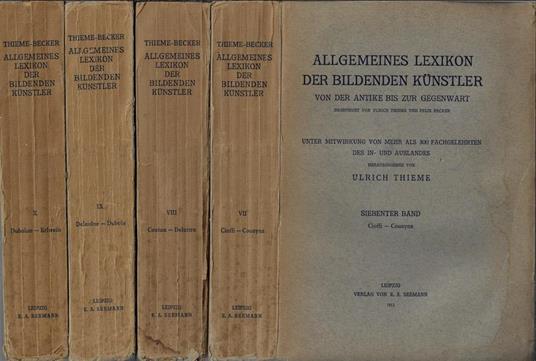 THIEME-BECKER
ALLGEMEINES
LEXIKON
DER
BILDENDEN
KÜNSTLER
X
Dubolon – Erlwein
LEIPZIG
E. A. SEEMANN
THIEME-BECKER
ALLGEMEINES
LEXIKON
DER
BILDENDEN
KÜNSTLER
IX
Delaulne – Dubois
LEIPZIG
E. A. SEEMANN
THIEME-BECKER
ALLGEMEINES
LEXIKON
DER
BILDENDEN
KÜNSTLER
VIII
Coutan – Delattre
LEIPZIG
E. A. SEEMANN
THIEME-BECKER
ALLGEMEINES
LEXIKON
DER
BILDENDEN
KÜNSTLER
VII
Cioffi – Cousyns
LEIPZIG
E. A. SEEMANN
ALLGEMEINES LEXIKON
DER BILDENDEN KÜNSTLER
VON DER ANTIKE BIS ZUR GEGENWART
BEGRÜNDET VON ULRICH THIEME UND FELIX BECKER
UNTER MITWIRKUNG VON MEHR ALS 300 FACHGELEHRTEN
DES IN- UND AUSLANDES
HERAUSGEGEBEN VON
ULRICH THIEME
SIEBENTER BAND
Cioffi – Cousyns
LEIPZIG
VERLAG VON E. A. SEEMANN
1912